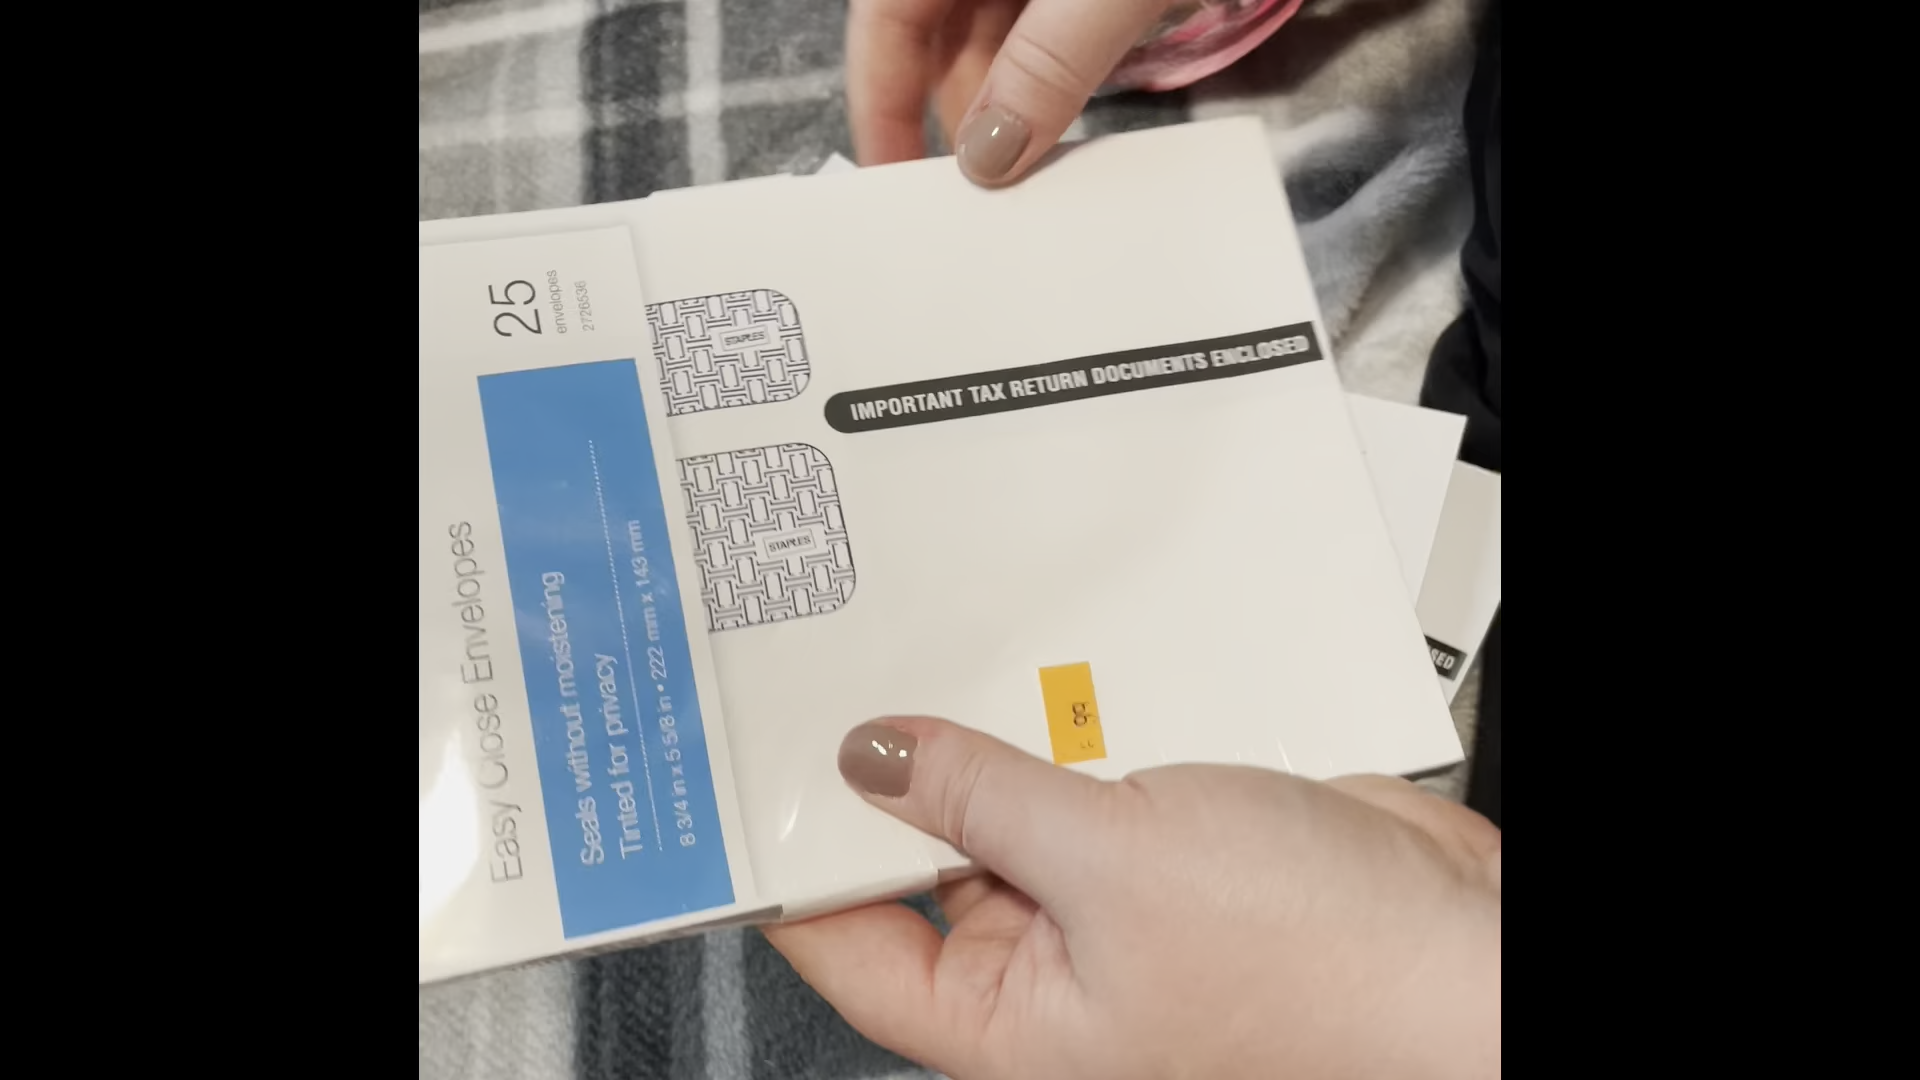 25
envelopes
2726536
Easy Close Envelopes
Seals without moistening
Tinted for privacy
8 3/4 in x 5 5/8 in • 222 mm x 143 mm
STAPLES
STAPLES
IMPORTANT TAX RETURN DOCUMENTS ENCLOSED
SED